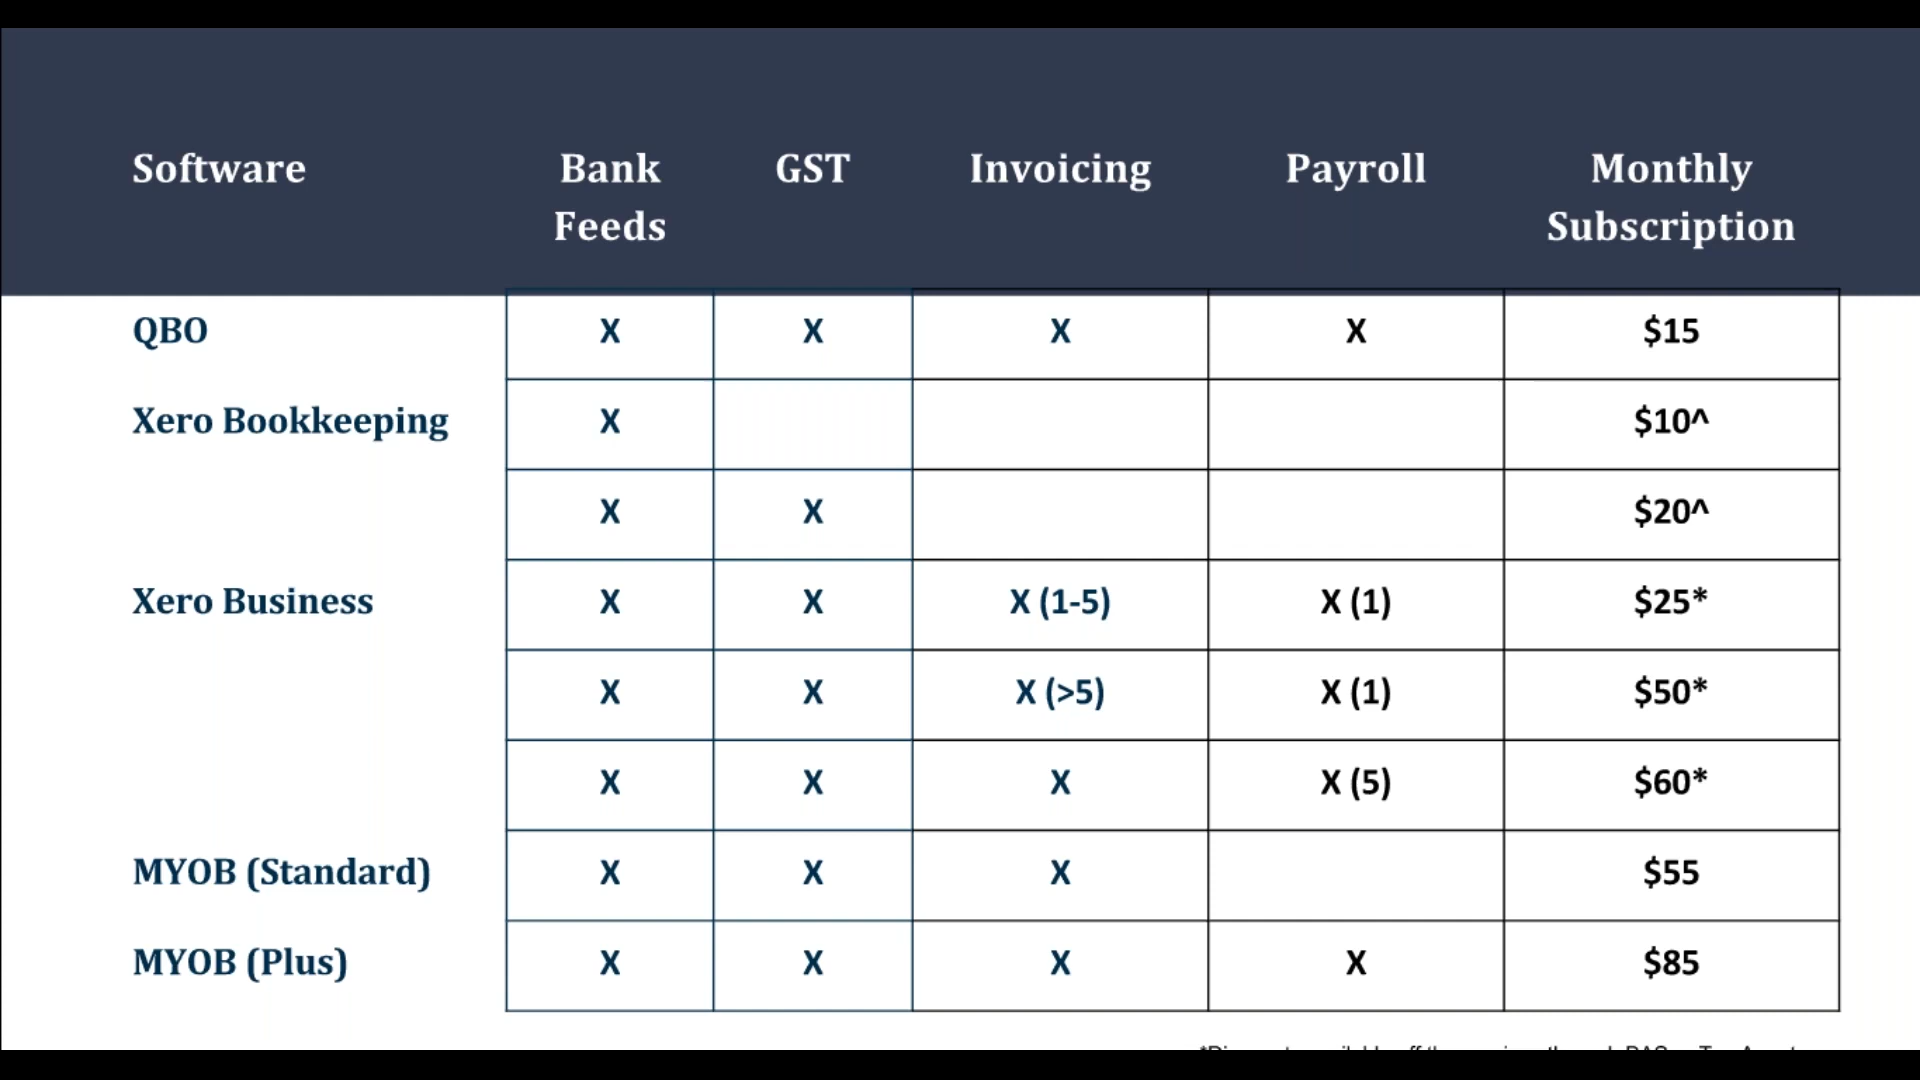 Software Bank GST Invoicing Payroll Monthly
Feeds Subscription
QBO X X X X $15
Xero Bookkeeping X $10^
X X $20^
Xero Business X X X (1-5) X (1) $25*
X X X (>5) X (1) $50*
X X X X (5) $60*
MYOB (Standard) X X X $55
MYOB (Plus) X X X X $85